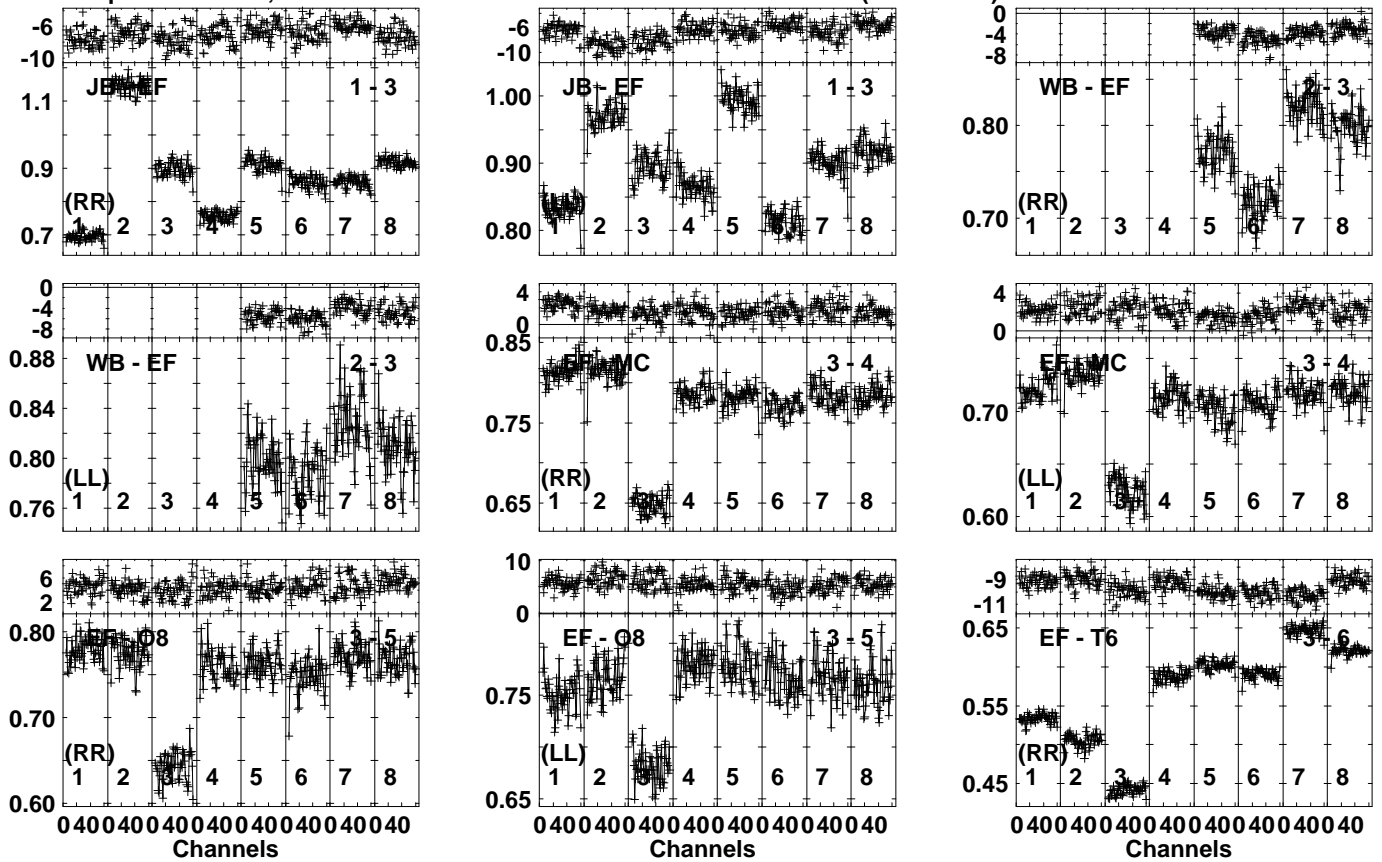 -6
-10
JB - EF 1 - 3
1.1
0.9
0.7
(RR)
1 2 3 4 5 6 7 8
-6
-10
JB - EF 1 - 3
1.00
0.90
0.80
(LL)
1 2 3 4 5 6 7 8
0
-4
-8
WB - EF 2 - 3
0.80
0.70
(RR)
1 2 3 4 5 6 7 8
0
-4
-8
WB - EF 2 - 3
0.88
0.84
0.80
0.76
(LL)
1 2 3 4 5 6 7 8
4
0
EF - MC 3 - 4
0.85
0.75
0.65
(RR)
1 2 3 4 5 6 7 8
4
0
EF - MC 3 - 4
0.70
0.60
(LL)
1 2 3 4 5 6 7 8
6
2
EF - O8 3 - 5
0.80
0.70
0.60
(RR)
1 2 3 4 5 6 7 8
0 40 0 40 0 40 0 40 0 40 0 40 0 40 0 40
Channels
10
0
EF - O8 3 - 5
0.75
0.65
(LL)
1 2 3 4 5 6 7 8
0 40 0 40 0 40 0 40 0 40 0 40 0 40 0 40
Channels
-9
-11
EF - T6 3 - 6
0.65
0.55
0.45
(RR)
1 2 3 4 5 6 7 8
0 40 0 40 0 40 0 40 0 40 0 40 0 40 0 40
Channels